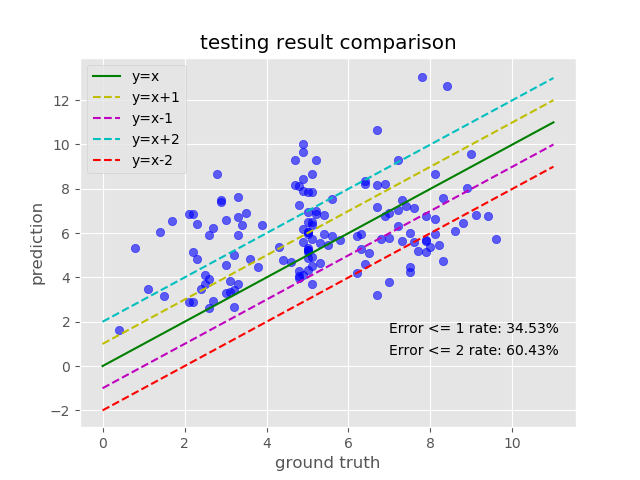 testing result comparison
y=x
y=x+1
y=x-1
y=x+2
y=x-2
12
10
8
6
4
2
0
−2
prediction
Error <= 1 rate: 34.53%
Error <= 2 rate: 60.43%
0 2 4 6 8 10
ground truth